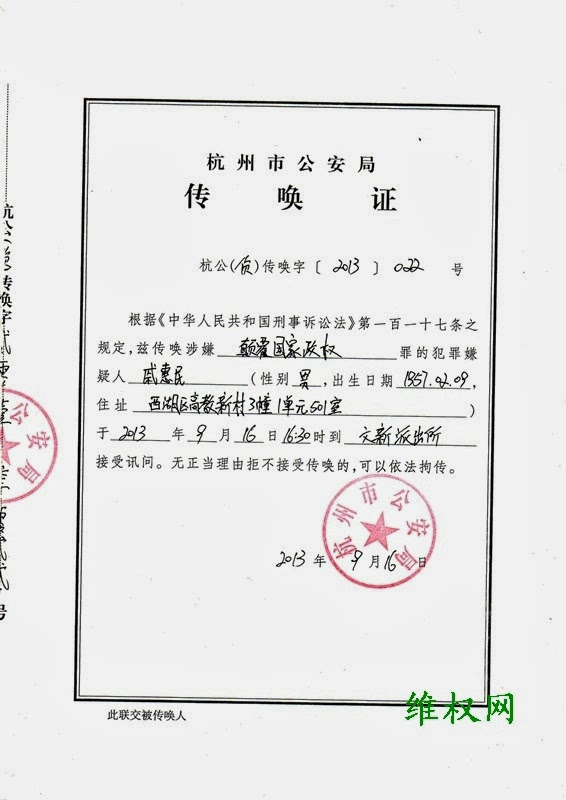 杭州市公安局
传唤证
杭公(侦)传唤字〔2013〕022号
根据《中华人民共和国刑事诉讼法》第一百一十七条之
规定,兹传唤涉嫌 颠覆国家政权 罪的犯罪嫌
疑人 戚惠民 (性别 男 ,出生日期 1957.02.09,
住址 西湖区高教新村3幢1单元501室 )
于 2013 年 9 月 16 日 16:30时到 文新派出所
接受讯问。无正当理由拒不接受传唤的,可以依法拘传。
杭州市公安局
2013 年 9 月 16 日
此联交被传唤人
维权网
传唤字
号
公安局